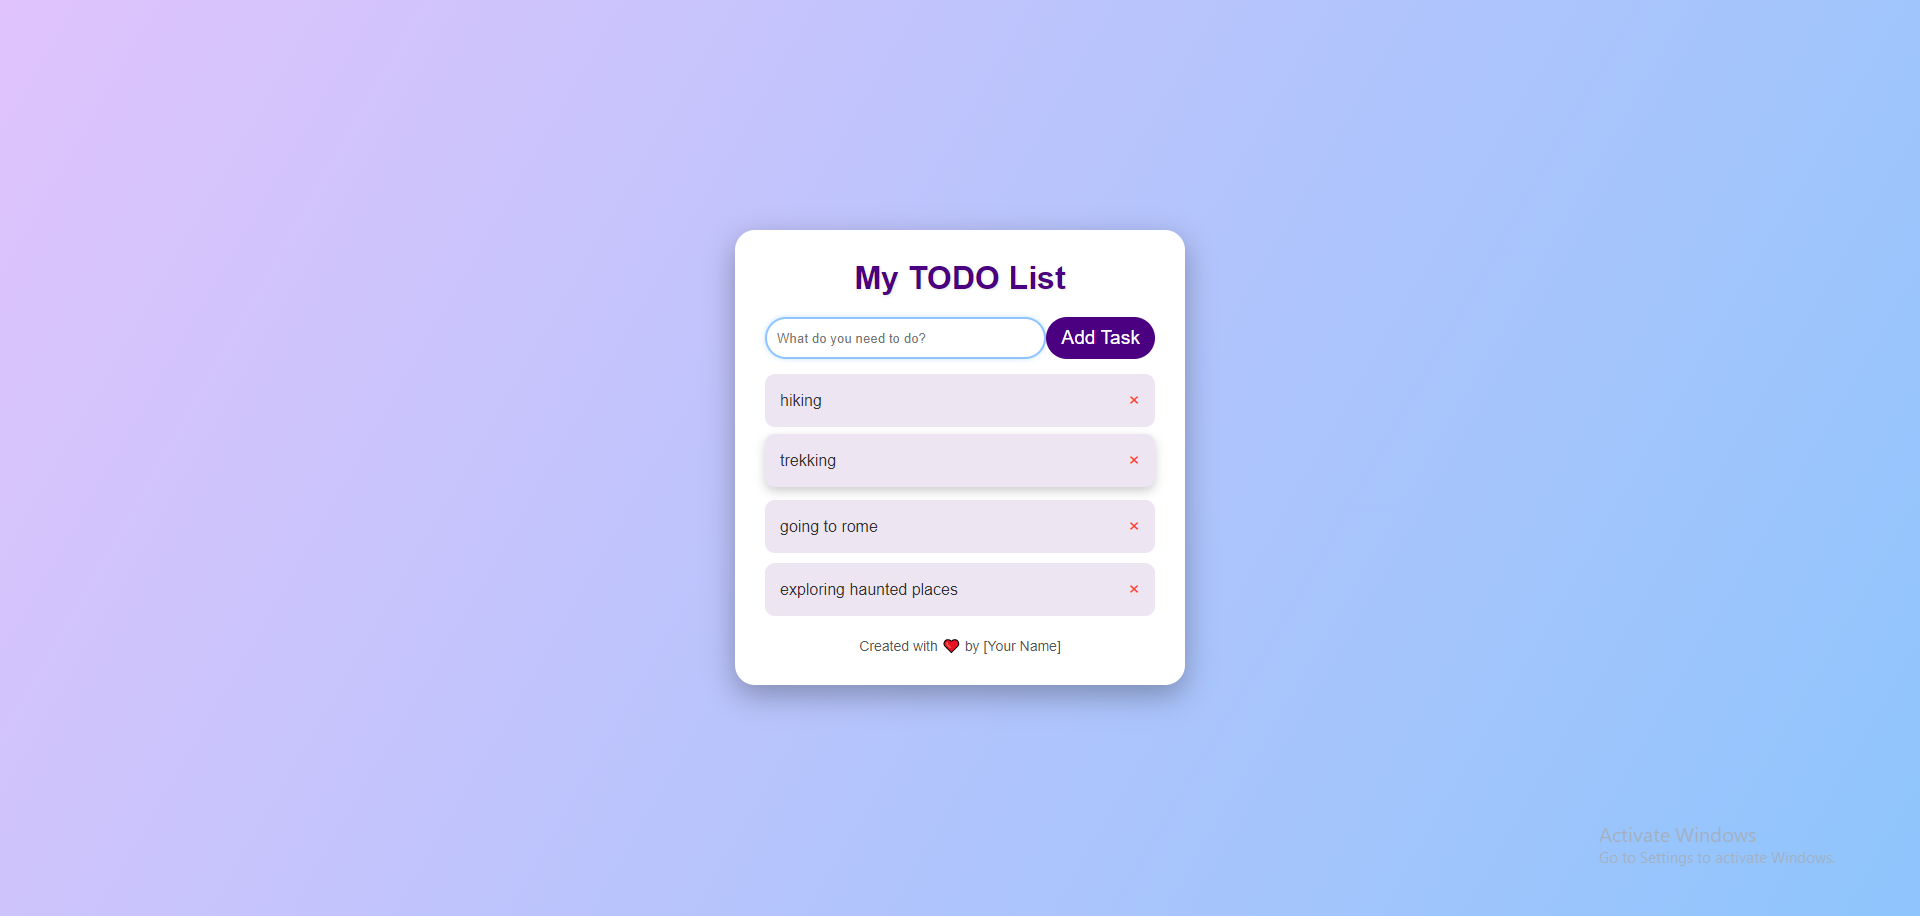 My TODO List
What do you need to do?
Add Task
hiking
×
trekking
×
going to rome
×
exploring haunted places
×
Created with ❤ by [Your Name]
Activate Windows
Go to Settings to activate Windows.